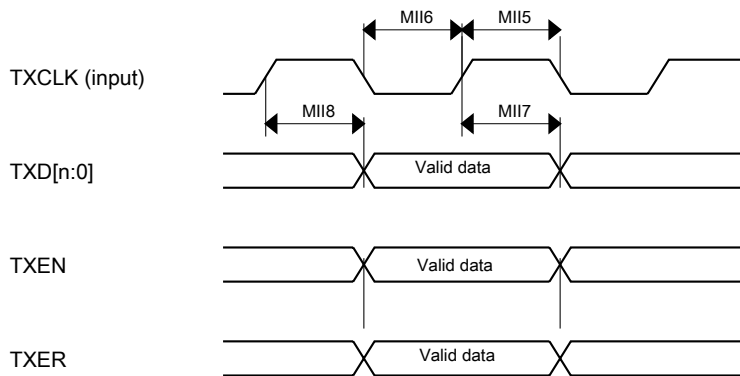 MII6 MII5
TXCLK (input)
MII8 MII7
TXD[n:0] Valid data
TXEN Valid data
TXER Valid data